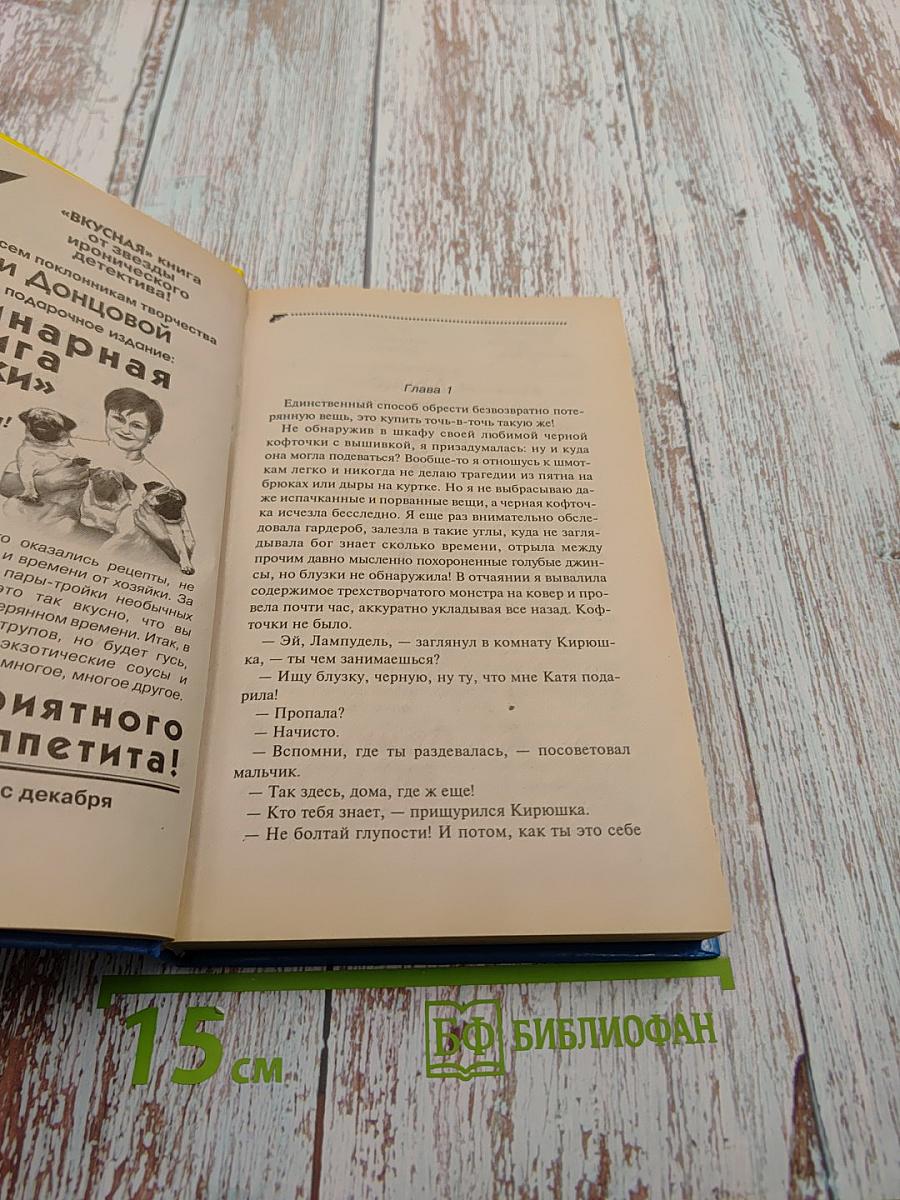 «ВКУСНАЯ» книга
от звезды
иронического
детектива!
сем поклонникам творчества
и Донцовой
подарочное издание:
нарная
ига
ки»
о оказались рецепты, не
и времени от хозяйки. За
пары-тройки необычных
это так вкусно, что вы
ерянном времени. Итак, в
трупов, но будет гусь,
экзотические соусы и
многое, многое другое.
риятного
ппетита!
с декабря
Глава 1
Единственный способ обрести безвозвратно поте-
рянную вещь, это купить точь-в-точь такую же!
Не обнаружив в шкафу своей любимой черной
кофточки с вышивкой, я призадумалась: ну и куда
она могла подеваться? Вообще-то я отношусь к шмот-
кам легко и никогда не делаю трагедии из пятна на
брюках или дыры на куртке. Но я не выбрасываю да-
же испачканные и порванные вещи, а черная кофточ-
ка исчезла бесследно. Я еще раз внимательно обсле-
довала гардероб, залезла в такие углы, куда не загля-
дывала бог знает сколько времени, отрыла между
прочим давно мысленно похороненные голубые джин-
сы, но блузки не обнаружила! В отчаянии я вывалила
содержимое трехстворчатого монстра на ковер и про-
вела почти час, аккуратно укладывая все назад. Коф-
точки не было.
— Эй, Лампудель, — заглянул в комнату Кирюш-
ка, — ты чем занимаешься?
— Ищу блузку, черную, ну ту, что мне Катя пода-
рила!
— Пропала?
— Начисто.
— Вспомни, где ты раздевалась, — посоветовал
мальчик.
— Так здесь, дома, где ж еще!
— Кто тебя знает, — прищурился Кирюшка.
— Не болтай глупости! И потом, как ты это себе
15 см
БФ БИБЛИОФАН